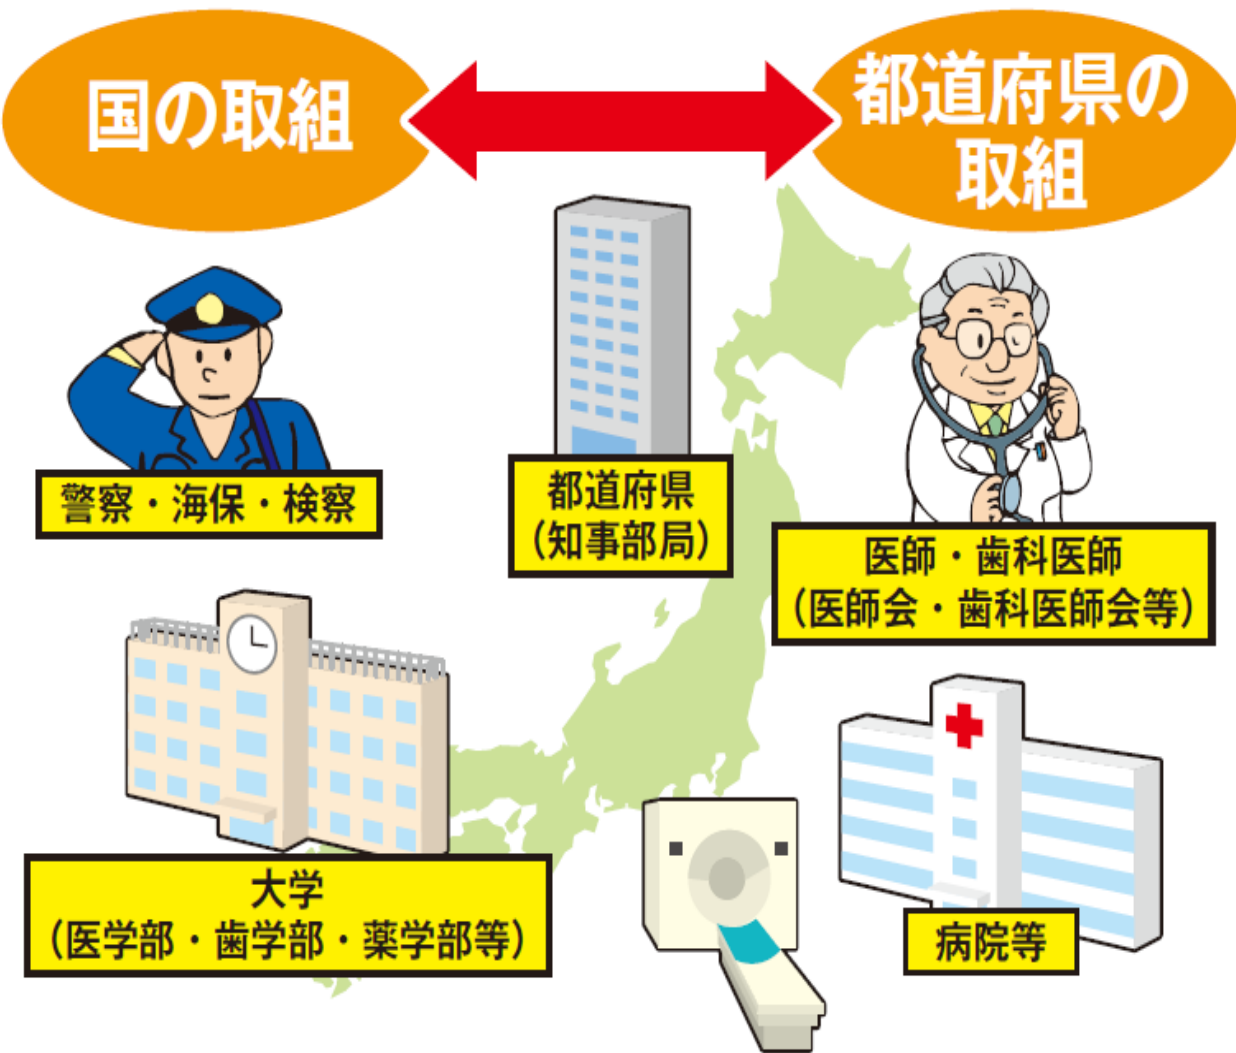 国の取組
都道府県の
取組
警察・海保・検察
都道府県
（知事部局）
医師・歯科医師
（医師会・歯科医師会等）
大学
（医学部・歯学部・薬学部等）
病院等